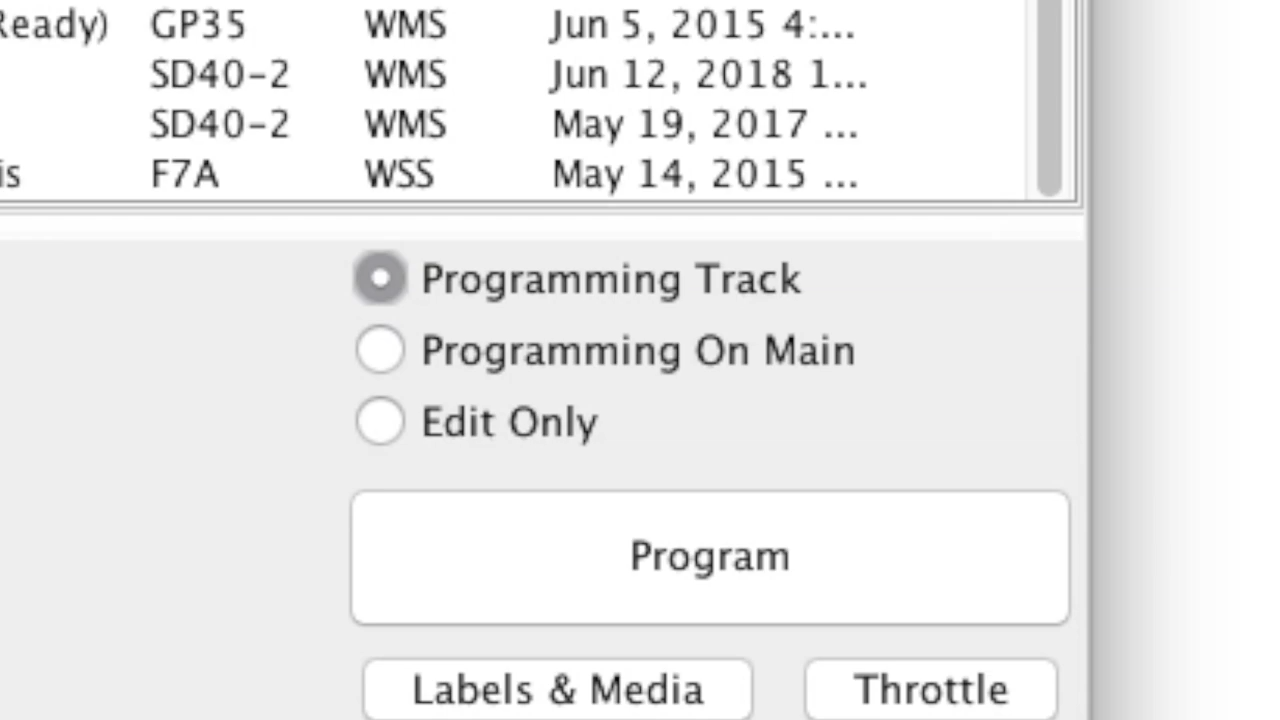 Ready) GP35 WMS Jun 5, 2015 4:...
SD40-2 WMS Jun 12, 2018 1...
SD40-2 WMS May 19, 2017 ...
is F7A WSS May 14, 2015 ...
Programming Track
Programming On Main
Edit Only
Program
Labels & Media Throttle